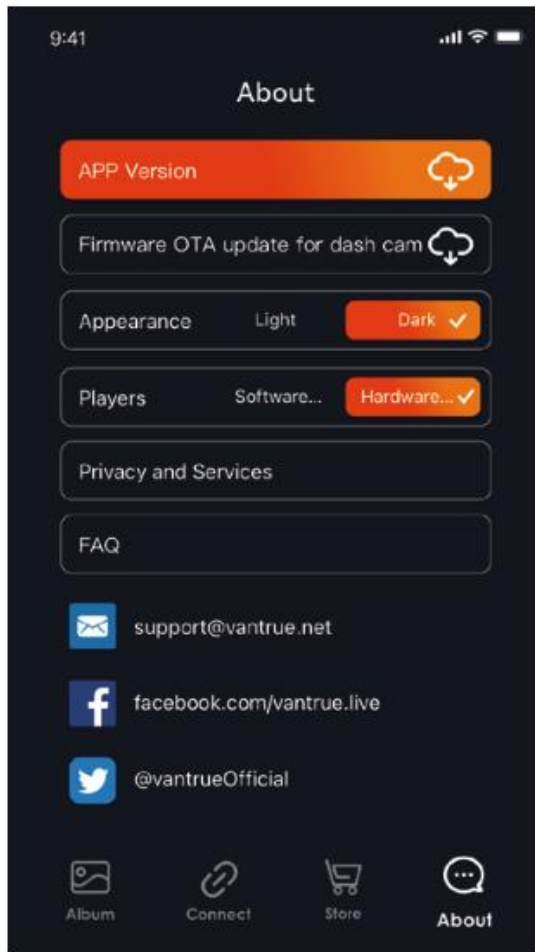 9:41
About
APP Version
Firmware OTA update for dash cam
Appearance Light Dark
Players Software... Hardware...
Privacy and Services
FAQ
support@vantrue.net
facebook.com/vantrue.live
@vantrueOfficial
Album Connect Store About